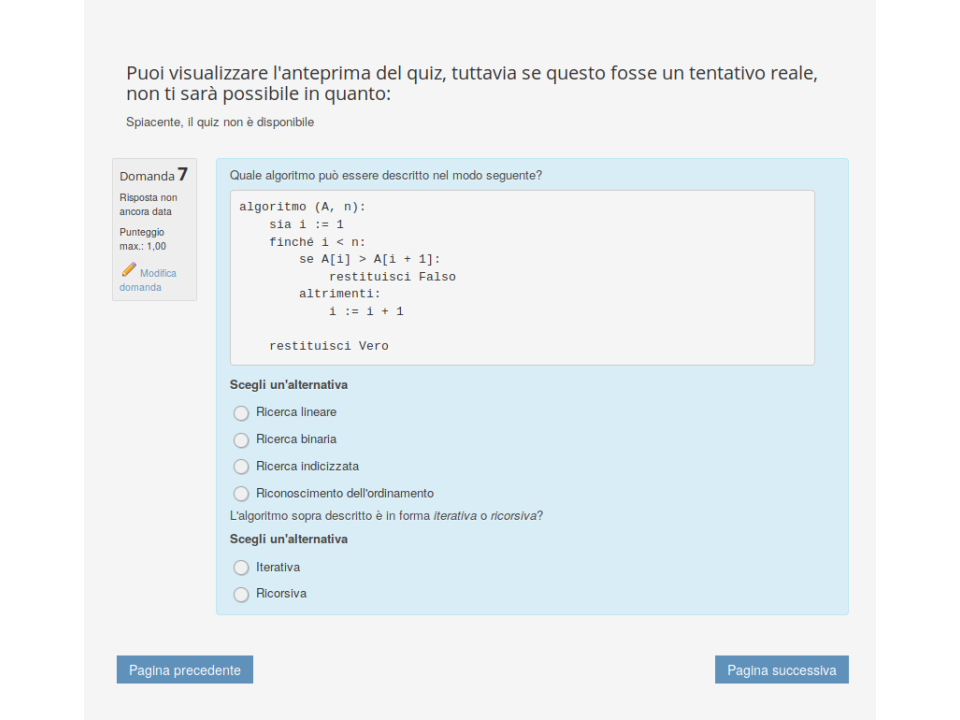 Puoi visualizzare l'anteprima del quiz, tuttavia se questo fosse un tentativo reale,
non ti sarà possibile in quanto:
Spiacente, il quiz non è disponibile
Domanda 7
Risposta non
ancora data
Punteggio
max.: 1,00
Modifica
domanda
Quale algoritmo può essere descritto nel modo seguente?
algoritmo (A, n):
    sia i := 1
    finché i < n:
        se A[i] > A[i + 1]:
            restituisci Falso
        altrimenti:
            i := i + 1
    restituisci Vero
Scegli un'alternativa
Ricerca lineare
Ricerca binaria
Ricerca indicizzata
Riconoscimento dell'ordinamento
L'algoritmo sopra descritto è in forma iterativa o ricorsiva?
Scegli un'alternativa
Iterativa
Ricorsiva
Pagina precedente
Pagina successiva